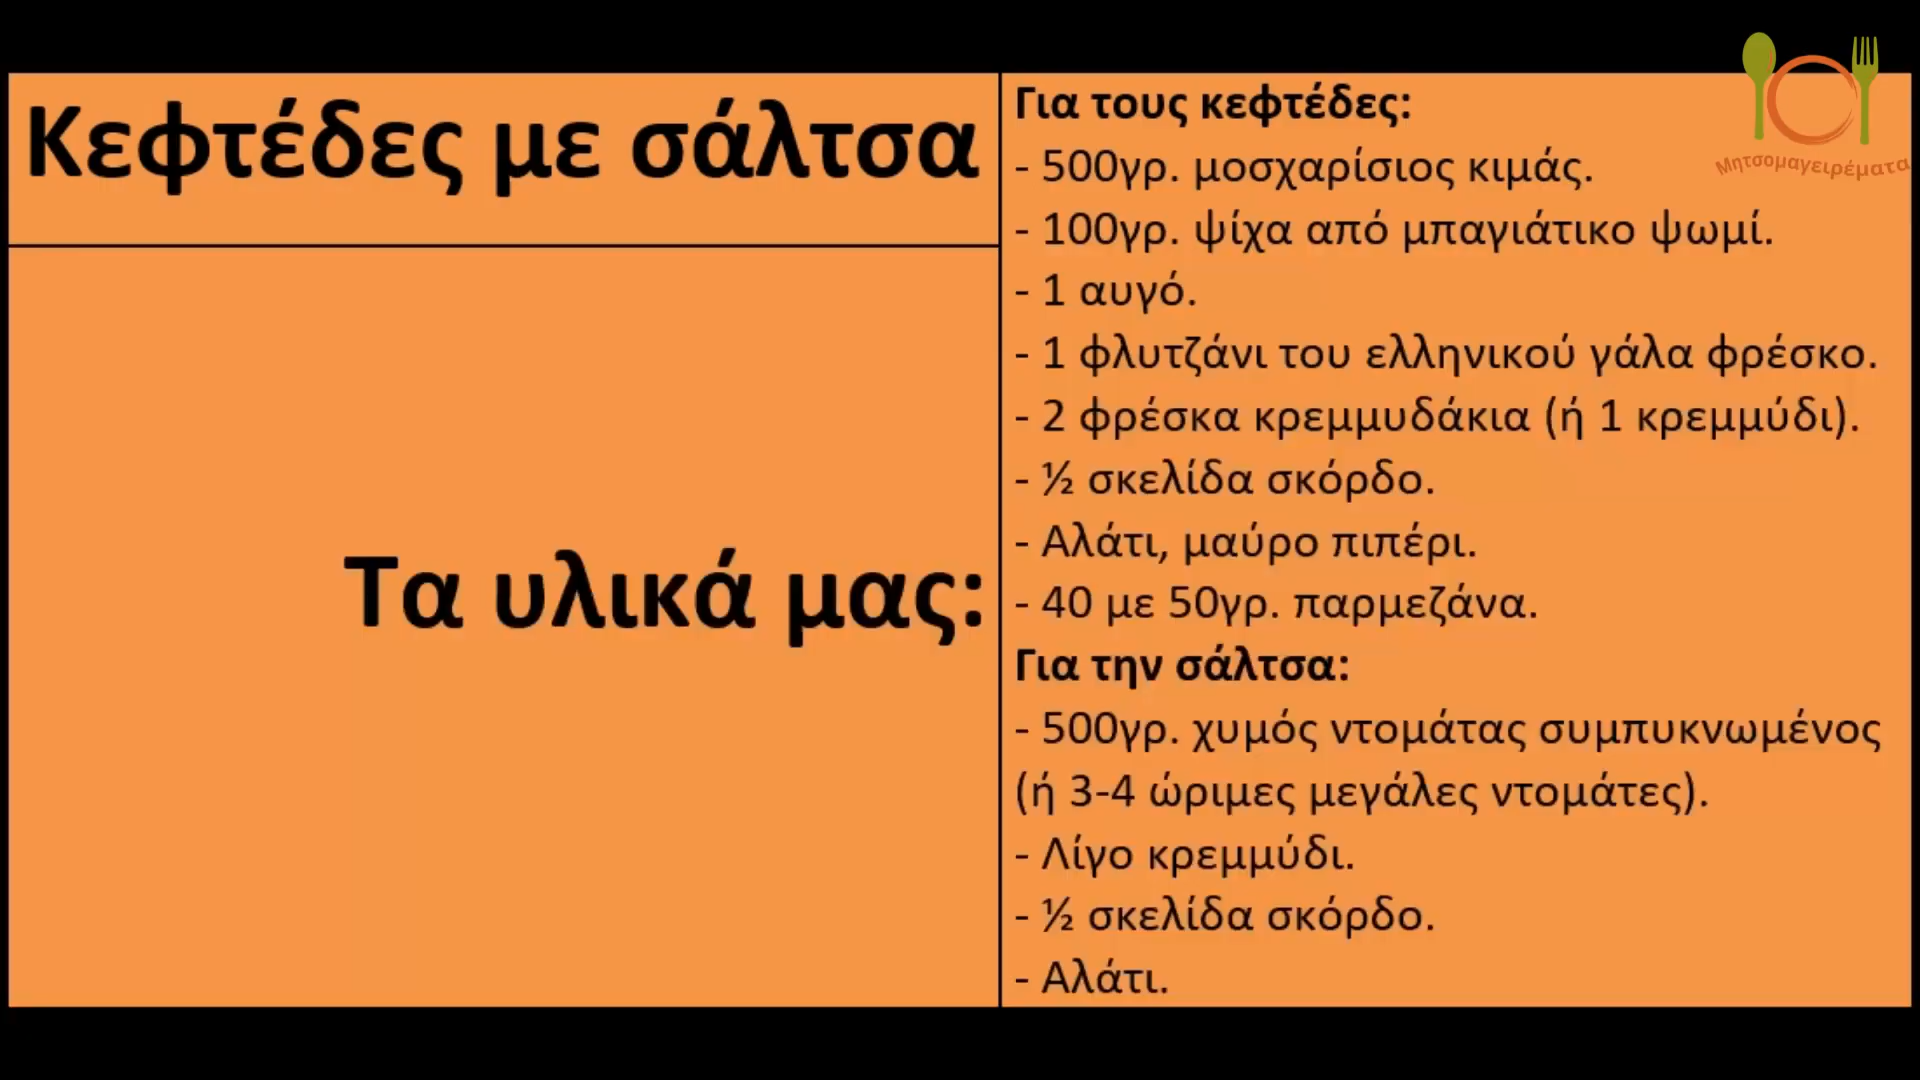 Κεφτέδες με σάλτσα
Τα υλικά μας:
Για τους κεφτέδες:
- 500γρ. μοσχαρίσιος κιμάς.
- 100γρ. ψίχα από μπαγιάτικο ψωμί.
- 1 αυγό.
- 1 φλυτζάνι του ελληνικού γάλα φρέσκο.
- 2 φρέσκα κρεμμυδάκια (ή 1 κρεμμύδι).
- ½ σκελίδα σκόρδο.
- Αλάτι, μαύρο πιπέρι.
- 40 με 50γρ. παρμεζάνα.
Για την σάλτσα:
- 500γρ. χυμός ντομάτας συμπυκνωμένος
(ή 3-4 ώριμες μεγάλες ντομάτες).
- Λίγο κρεμμύδι.
- ½ σκελίδα σκόρδο.
- Αλάτι.
Μητσομαγειρέματα